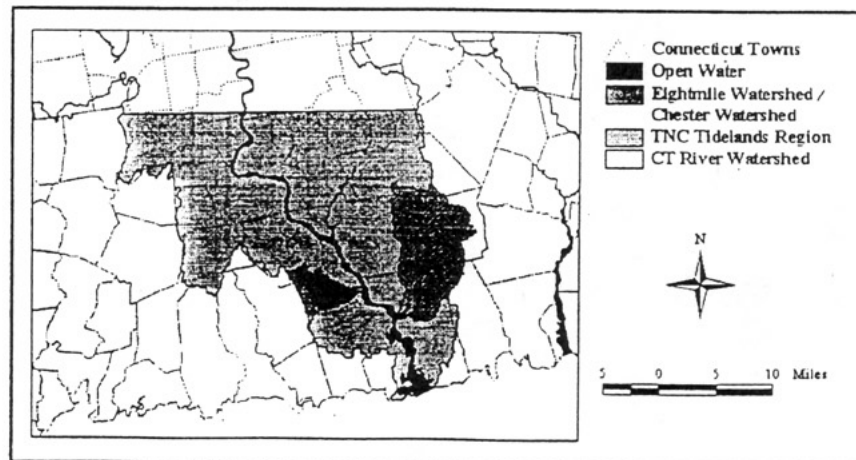 Connecticut Towns
Open Water
Eightmile Watershed /
Chester Watershed
TNC Tidelands Region
CT River Watershed
N
5 0 5 10 Miles